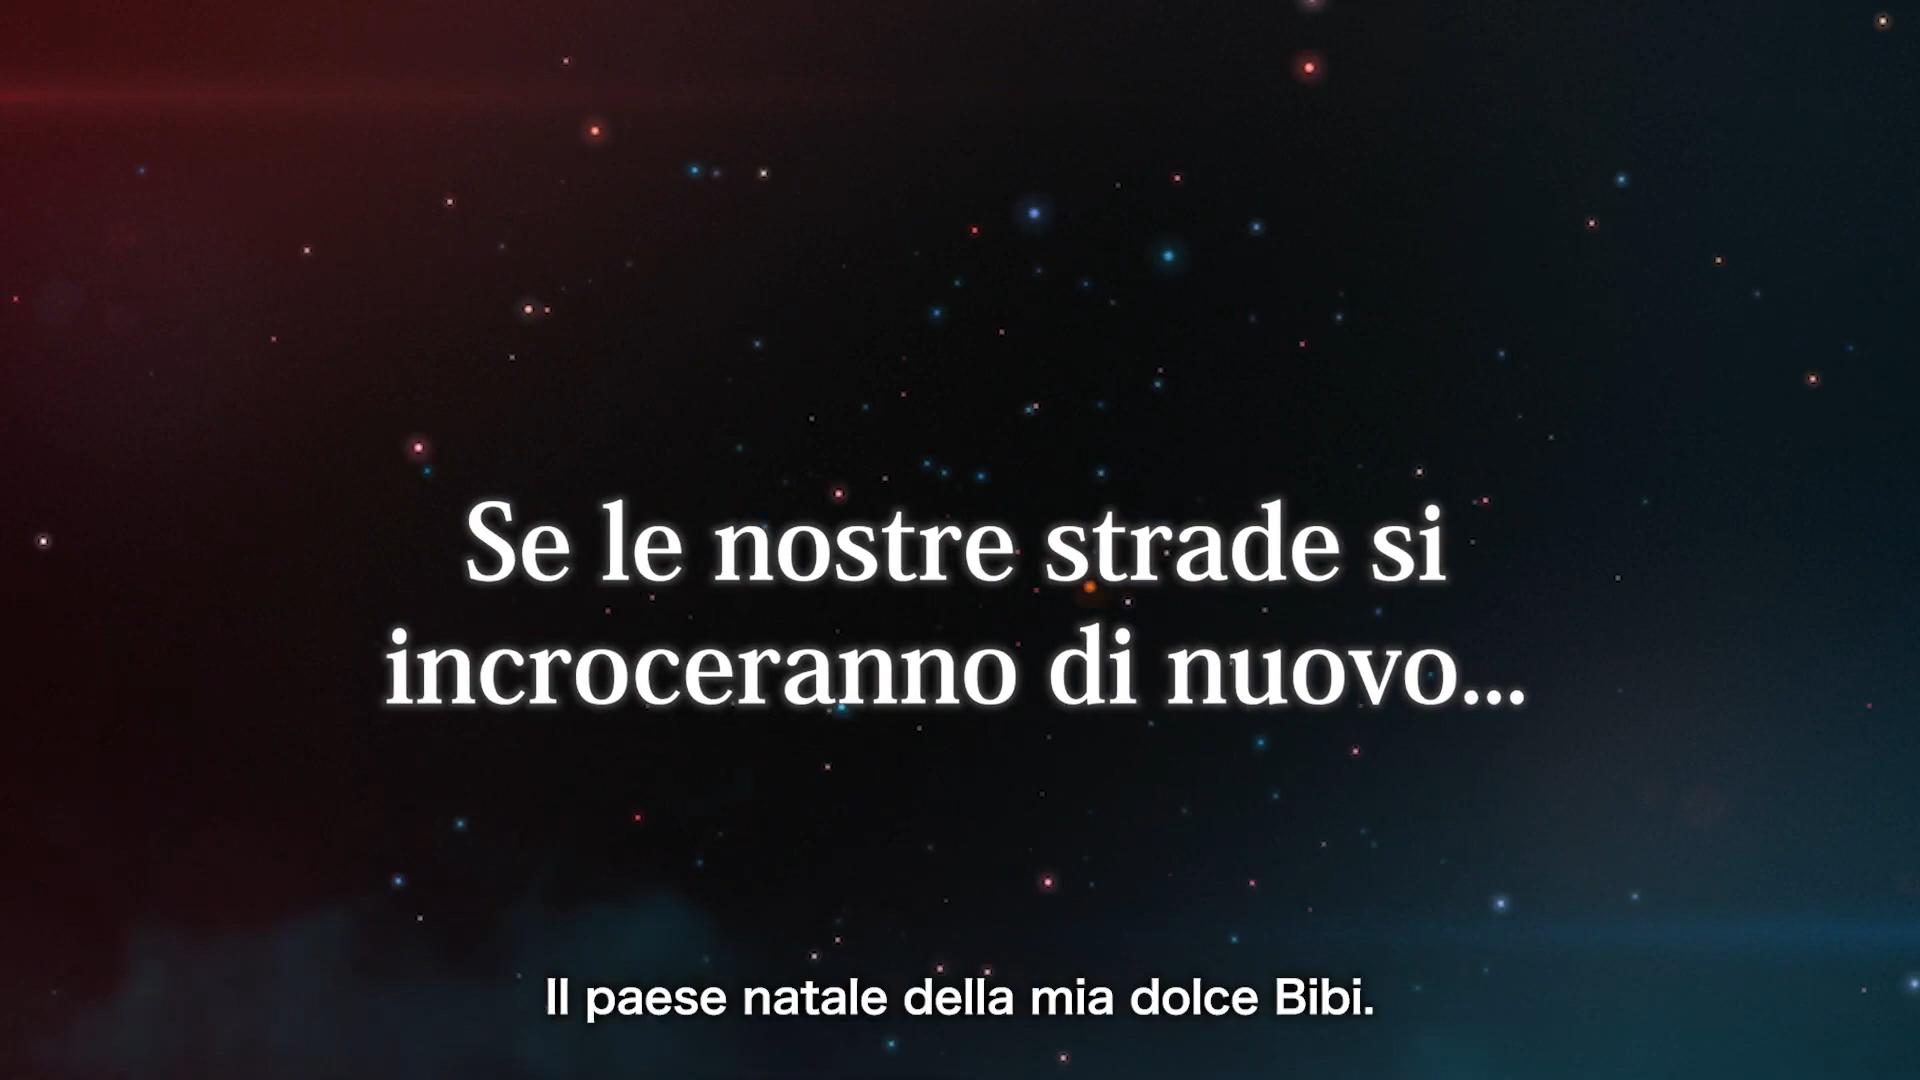 Se le nostre strade si
incroceranno di nuovo...
Il paese natale della mia dolce Bibi.